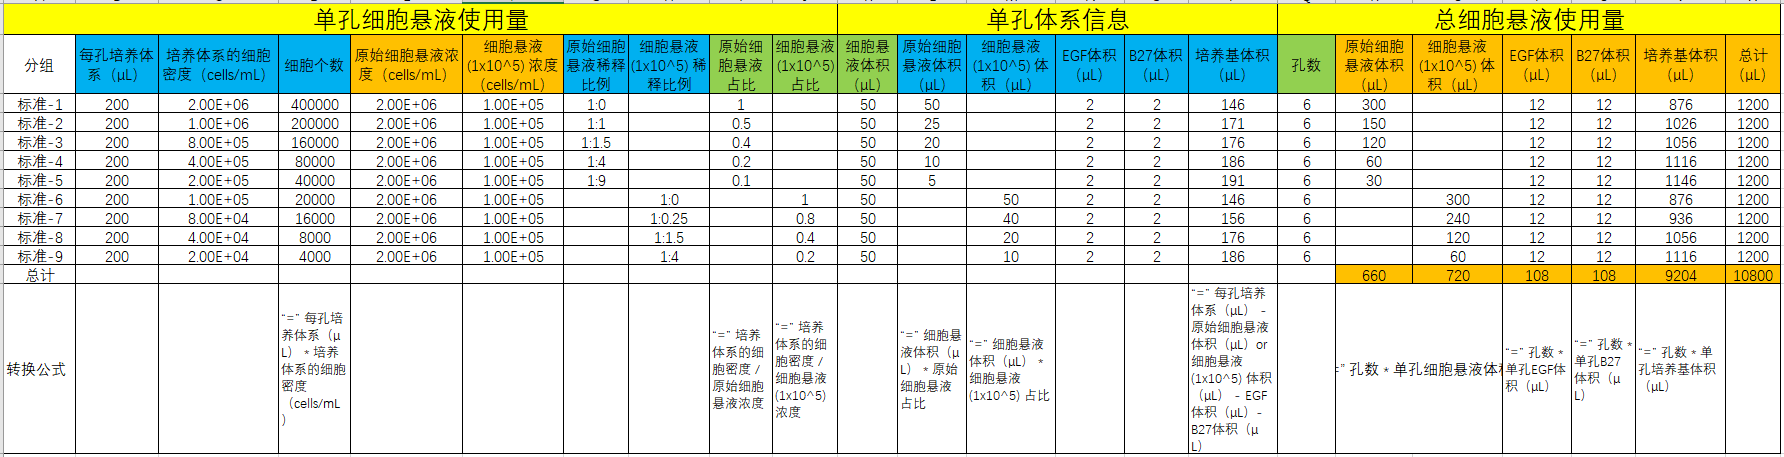 单孔细胞悬液使用量 单孔体系信息 总细胞悬液使用量
分组 每孔培养体系（μL） 培养体系的细胞密度（cells/mL） 细胞个数 原始细胞悬液浓度（cells/mL） 细胞悬液(1x10^5) 浓度（cells/mL） 原始细胞悬液稀释比例 细胞悬液(1x10^5) 稀释比例 原始细胞悬液占比 细胞悬液(1x10^5) 占比 细胞悬液体积（μL） 原始细胞悬液体积（μL） 细胞悬液(1x10^5) 体积（μL） EGF体积（μL） B27体积（μL） 培养基体积（μL） 孔数 原始细胞悬液体积（μL） 细胞悬液(1x10^5) 体积（μL） EGF体积（μL） B27体积（μL） 培养基体积（μL） 总计（μL）
标准-1 200 2.00E+06 400000 2.00E+06 1.00E+05 1:0 1 50 50 2 2 146 6 300 12 12 876 1200
标准-2 200 1.00E+06 200000 2.00E+06 1.00E+05 1:1 0.5 50 25 2 2 171 6 150 12 12 1026 1200
标准-3 200 8.00E+05 160000 2.00E+06 1.00E+05 1:1.5 0.4 50 20 2 2 176 6 120 12 12 1056 1200
标准-4 200 4.00E+05 80000 2.00E+06 1.00E+05 1:4 0.2 50 10 2 2 186 6 60 12 12 1116 1200
标准-5 200 2.00E+05 40000 2.00E+06 1.00E+05 1:9 0.1 50 5 2 2 191 6 30 12 12 1146 1200
标准-6 200 1.00E+05 20000 2.00E+06 1.00E+05 1:0 1 50 50 2 2 146 6 300 12 12 876 1200
标准-7 200 8.00E+04 16000 2.00E+06 1.00E+05 1:0.25 0.8 50 40 2 2 156 6 240 12 12 936 1200
标准-8 200 4.00E+04 8000 2.00E+06 1.00E+05 1:1.5 0.4 50 20 2 2 176 6 120 12 12 1056 1200
标准-9 200 2.00E+04 4000 2.00E+06 1.00E+05 1:4 0.2 50 10 2 2 186 6 60 12 12 1116 1200
总计 660 720 108 108 9204 10800
转换公式 “=” 每孔培养体系（μL）* 培养体系的细胞密度（cells/mL） “=” 培养体系的细胞密度 / 原始细胞悬液浓度 “=” 培养体系的细胞密度 / 细胞悬液(1x10^5) 浓度 “=” 细胞悬液体积（μL）* 原始细胞悬液占比 “=” 细胞悬液体积（μL）* 细胞悬液(1x10^5) 占比 “=” 每孔培养体系（μL）- 原始细胞悬液体积（μL）or 细胞悬液(1x10^5) 体积（μL）- EGF体积（μL）- B27体积（μL） =” 孔数 * 单孔细胞悬液体 “=” 孔数 * 单孔EGF体积（μL） “=” 孔数 * 单孔B27体积（μL） “=” 孔数 * 单孔培养基体积（μL）